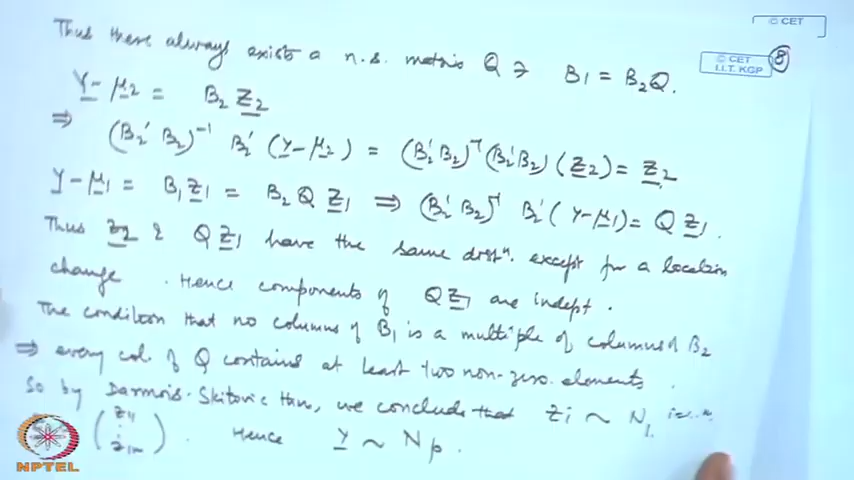 © CET
© CET
I.I.T. KGP
8
Thus there always exists a n.s. matrix Q ∋ B₁ = B₂Q.
Y - μ₂ = B₂ Z₂
⇒ (B₂' B₂)⁻¹ B₂' (Y - μ₂) = (B₂'B₂)⁻¹ (B₂'B₂) (Z₂) = Z₂
Y - μ₁ = B₁Z₁ = B₂ Q Z₁ ⇒ (B₂' B₂)⁻¹ B₂' (Y - μ₁) = Q Z₁.
Thus Z₂ & QZ₁ have the same distⁿ. except for a location
change. Hence components of QZ₁ are indept.
The condition that no columns of B₁ is a multiple of columns of B₂
⇒ every col. of Q contains at least two non-zero elements.
So by Darmois-Skitovic thm, we conclude that Zi ~ N₁
(Z₁₁ ⋮ Z₁ₘ). Hence Y ~ Np.
NPTEL